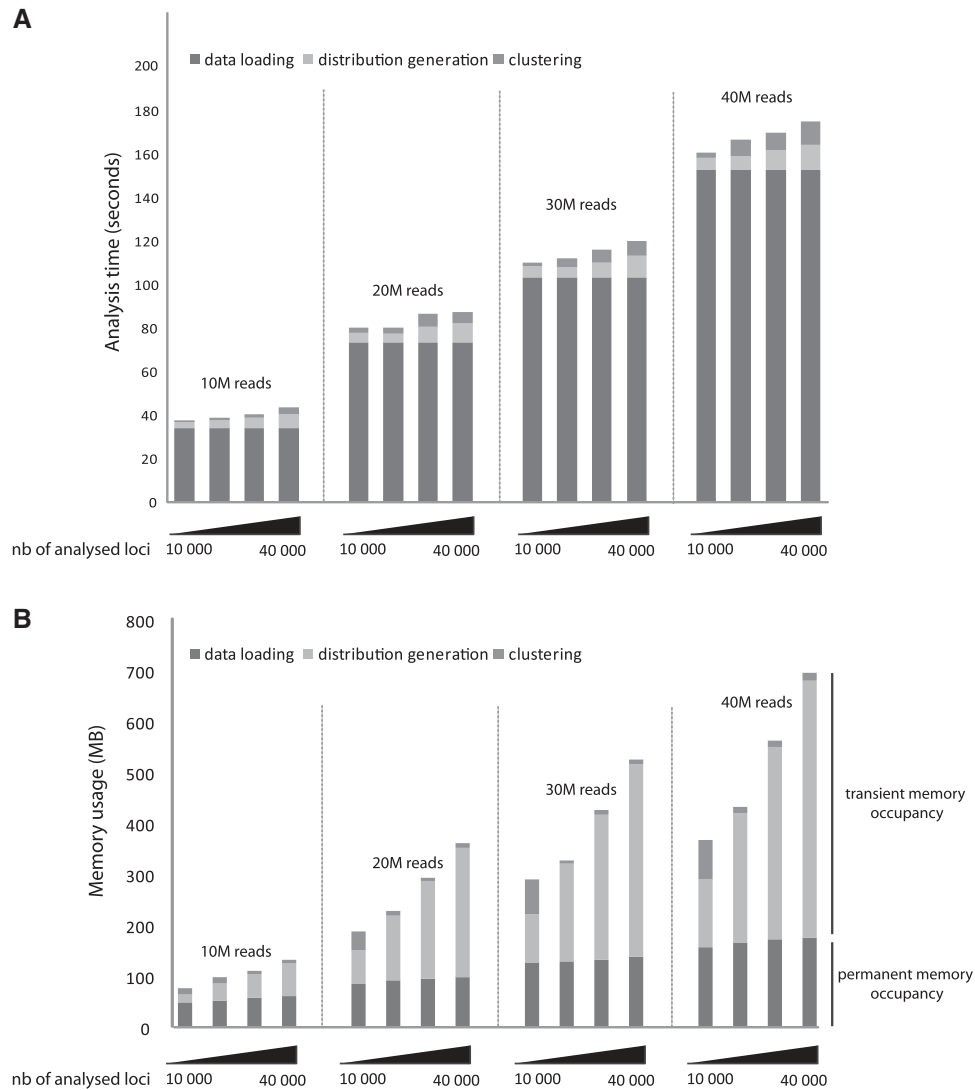 A
data loading distribution generation clustering
Analysis time (seconds)
200
180
160
140
120
100
80
60
40
20
0
10M reads
20M reads
30M reads
40M reads
nb of analysed loci
10 000 40 000
10 000 40 000
10 000 40 000
10 000 40 000
B
data loading distribution generation clustering
Memory usage (MB)
800
700
600
500
400
300
200
100
0
10M reads
20M reads
30M reads
40M reads
transient memory
occupancy
permanent memory
occupancy
nb of analysed loci
10 000 40 000
10 000 40 000
10 000 40 000
10 000 40 000